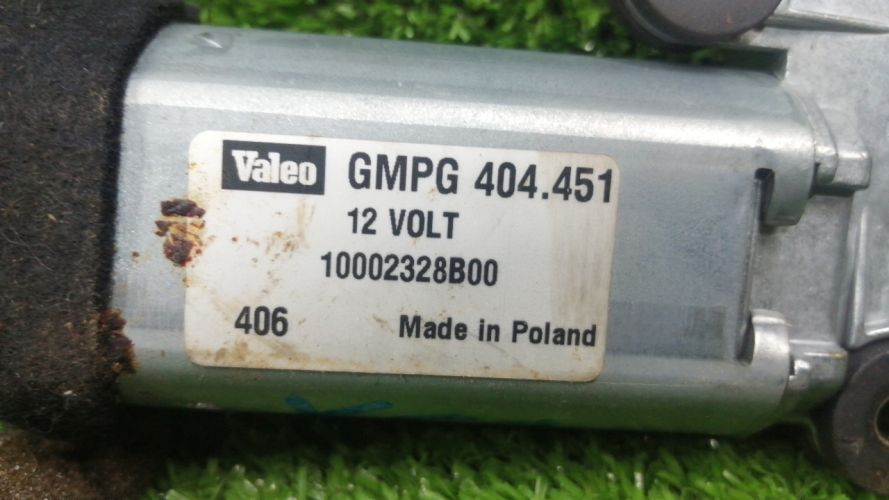 Valeo GMPG 404.451
12 VOLT
10002328B00
406 Made in Poland